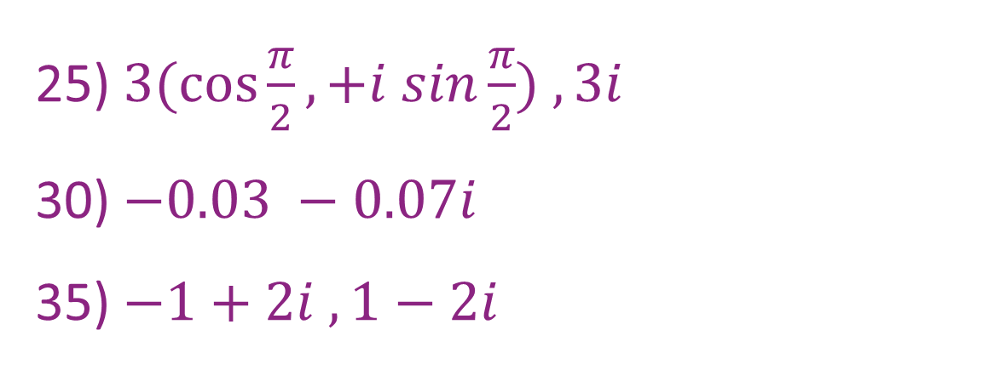 25) 3(cos π/2 , +i sin π/2) , 3i
30) −0.03 − 0.07i
35) −1 + 2i , 1 − 2i